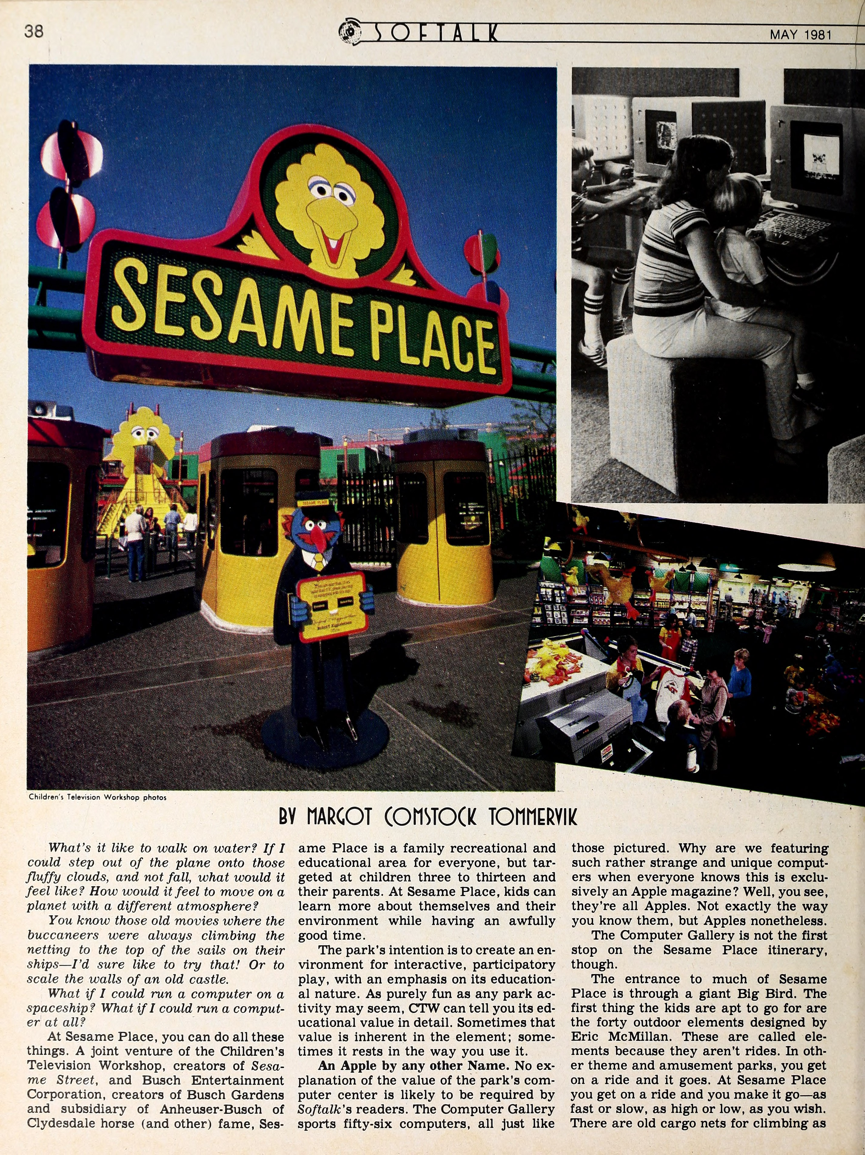 38
SOFTALK
MAY 1981
SESAME PLACE
SESAME PLACE
Children's Television Workshop photos
BY MARGOT COMSTOCK TOMMERVIK
What's it like to walk on water? If I
could step out of the plane onto those
fluffy clouds, and not fall, what would it
feel like? How would it feel to move on a
planet with a different atmosphere?
You know those old movies where the
buccaneers were always climbing the
netting to the top of the sails on their
ships—I'd sure like to try that! Or to
scale the walls of an old castle.
What if I could run a computer on a
spaceship? What if I could run a comput-
er at all?
At Sesame Place, you can do all these
things. A joint venture of the Children's
Television Workshop, creators of Sesa-
me Street, and Busch Entertainment
Corporation, creators of Busch Gardens
and subsidiary of Anheuser-Busch of
Clydesdale horse (and other) fame, Ses-
ame Place is a family recreational and
educational area for everyone, but tar-
geted at children three to thirteen and
their parents. At Sesame Place, kids can
learn more about themselves and their
environment while having an awfully
good time.
The park's intention is to create an en-
vironment for interactive, participatory
play, with an emphasis on its education-
al nature. As purely fun as any park ac-
tivity may seem, CTW can tell you its ed-
ucational value in detail. Sometimes that
value is inherent in the element; some-
times it rests in the way you use it.
An Apple by any other Name. No ex-
planation of the value of the park's com-
puter center is likely to be required by
Softalk's readers. The Computer Gallery
sports fifty-six computers, all just like
those pictured. Why are we featuring
such rather strange and unique comput-
ers when everyone knows this is exclu-
sively an Apple magazine? Well, you see,
they're all Apples. Not exactly the way
you know them, but Apples nonetheless.
The Computer Gallery is not the first
stop on the Sesame Place itinerary,
though.
The entrance to much of Sesame
Place is through a giant Big Bird. The
first thing the kids are apt to go for are
the forty outdoor elements designed by
Eric McMillan. These are called ele-
ments because they aren't rides. In oth-
er theme and amusement parks, you get
on a ride and it goes. At Sesame Place
you get on a ride and you make it go—as
fast or slow, as high or low, as you wish.
There are old cargo nets for climbing as